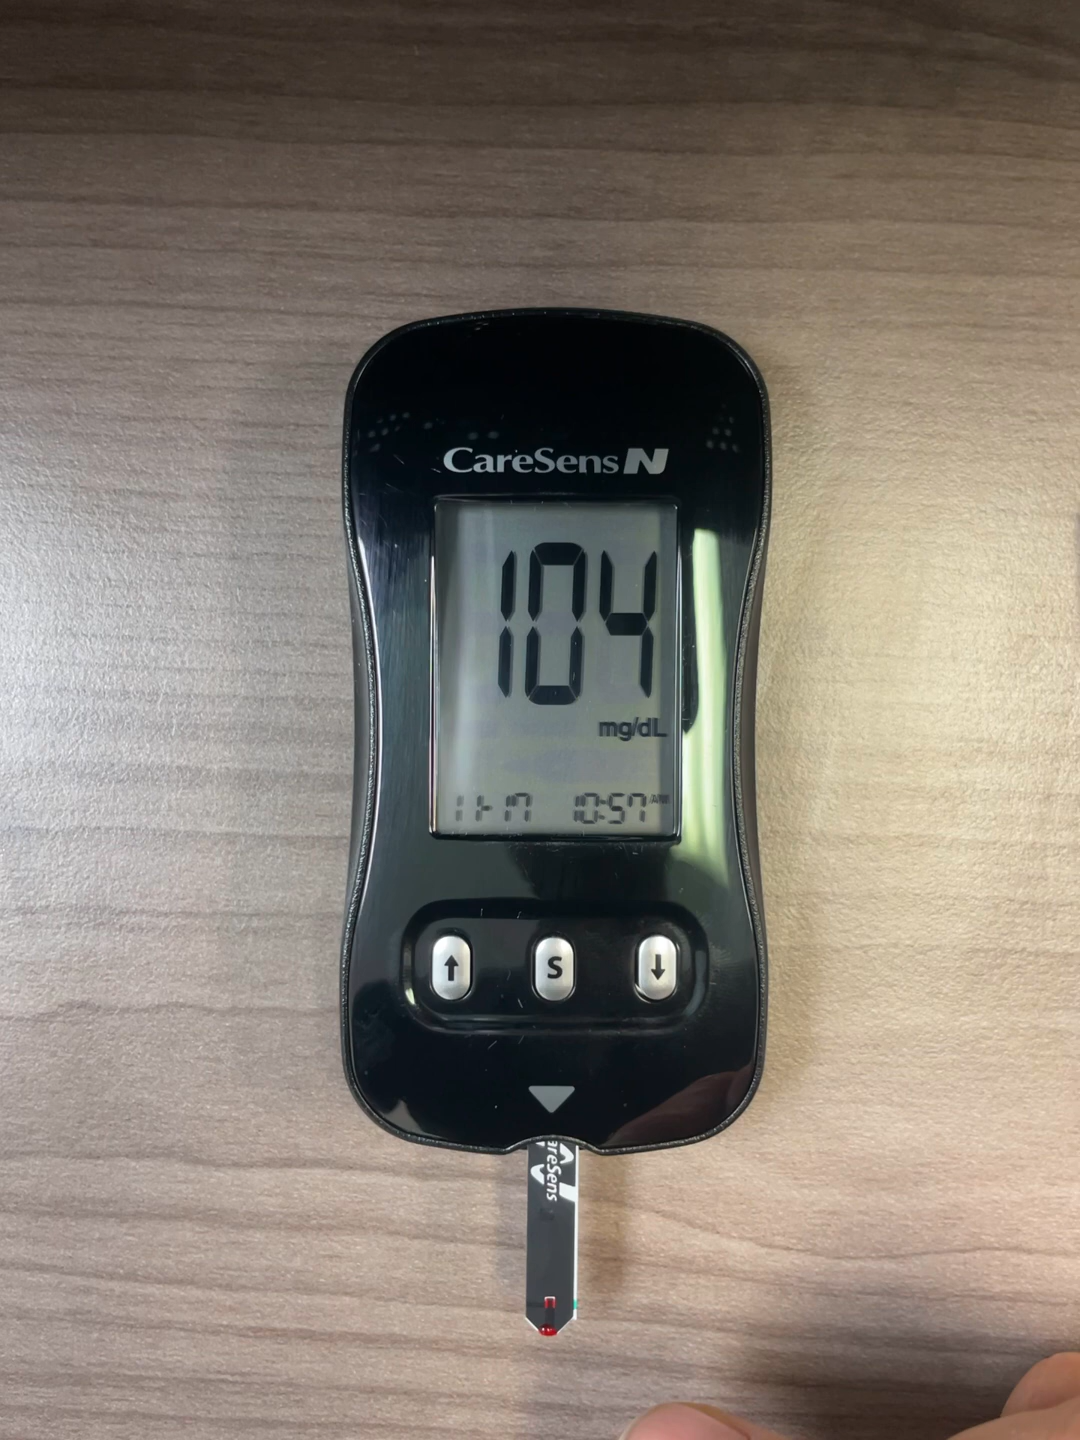 CareSens N
104
mg/dL
11-17 10:57 AM
↑ S ↓
CareSens